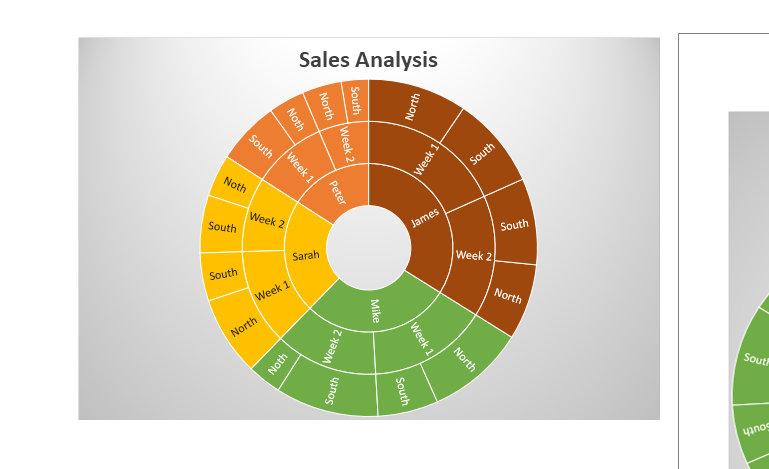 Sales Analysis
James
Week 1
North
South
Week 2
South
North
Mike
Week 1
North
South
Week 2
South
Noth
Sarah
Week 1
North
South
Week 2
South
Noth
Peter
Week 1
South
Noth
Week 2
North
South
South
South